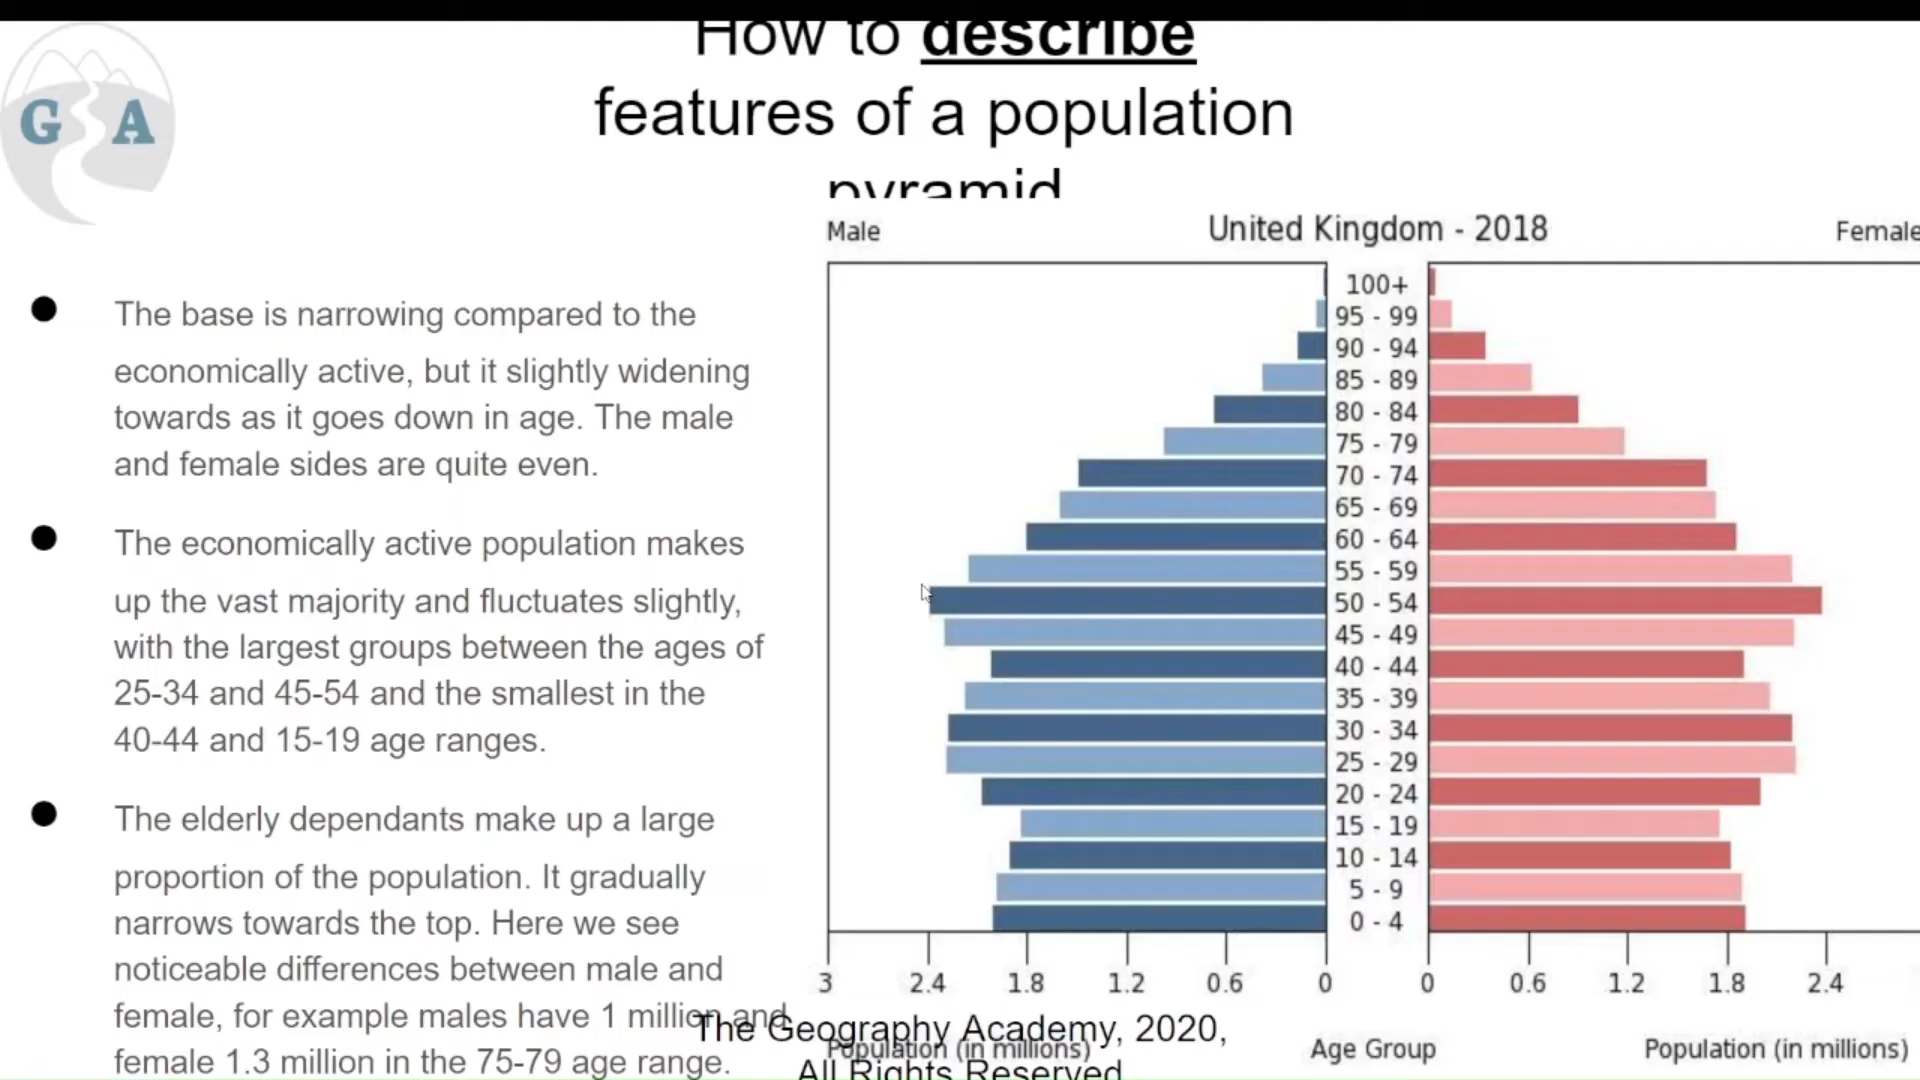 How to describe
features of a population
pyramid
G A
The base is narrowing compared to the
economically active, but it slightly widening
towards as it goes down in age. The male
and female sides are quite even.
The economically active population makes
up the vast majority and fluctuates slightly,
with the largest groups between the ages of
25-34 and 45-54 and the smallest in the
40-44 and 15-19 age ranges.
The elderly dependants make up a large
proportion of the population. It gradually
narrows towards the top. Here we see
noticeable differences between male and
female, for example males have 1 million and
female 1.3 million in the 75-79 age range.
Male
United Kingdom - 2018
Female
100+
95 - 99
90 - 94
85 - 89
80 - 84
75 - 79
70 - 74
65 - 69
60 - 64
55 - 59
50 - 54
45 - 49
40 - 44
35 - 39
30 - 34
25 - 29
20 - 24
15 - 19
10 - 14
5 - 9
0 - 4
3 2.4 1.8 1.2 0.6 0 0 0.6 1.2 1.8 2.4
Population (in millions)
Age Group
Population (in millions)
The Geography Academy, 2020,
All Rights Reserved